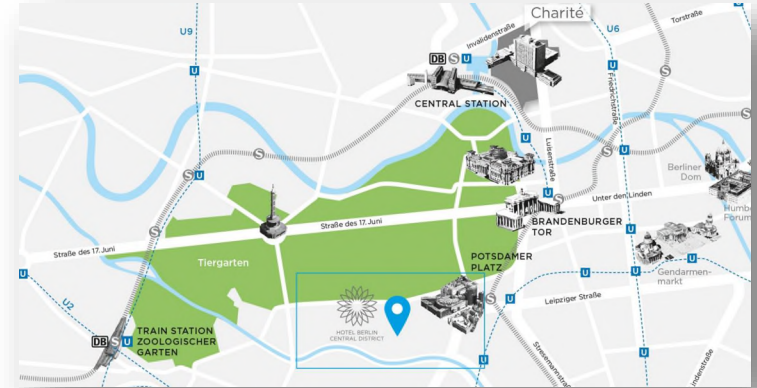 Charité
U9
Invalidenstraße
U6
Torstraße
DB S U
U
CENTRAL STATION
Friedrichstraße
S
U
U
Luisenstraße
S
U
S
U
Berliner
Dom
U
S
Unter den Linden
Straße des 17. Juni
BRANDENBURGER
TOR
U
Humb
Forum
Straße des 17. Juni
S
Tiergarten
POTSDAMER
PLATZ
Gendarmen-
markt
U
U
U
U
U2
HOTEL BERLIN
CENTRAL DISTRICT
S
U
Leipziger Straße
DB S U
TRAIN STATION
ZOOLOGISCHER
GARTEN
U
Stresemannstraße
U
ndenstraße